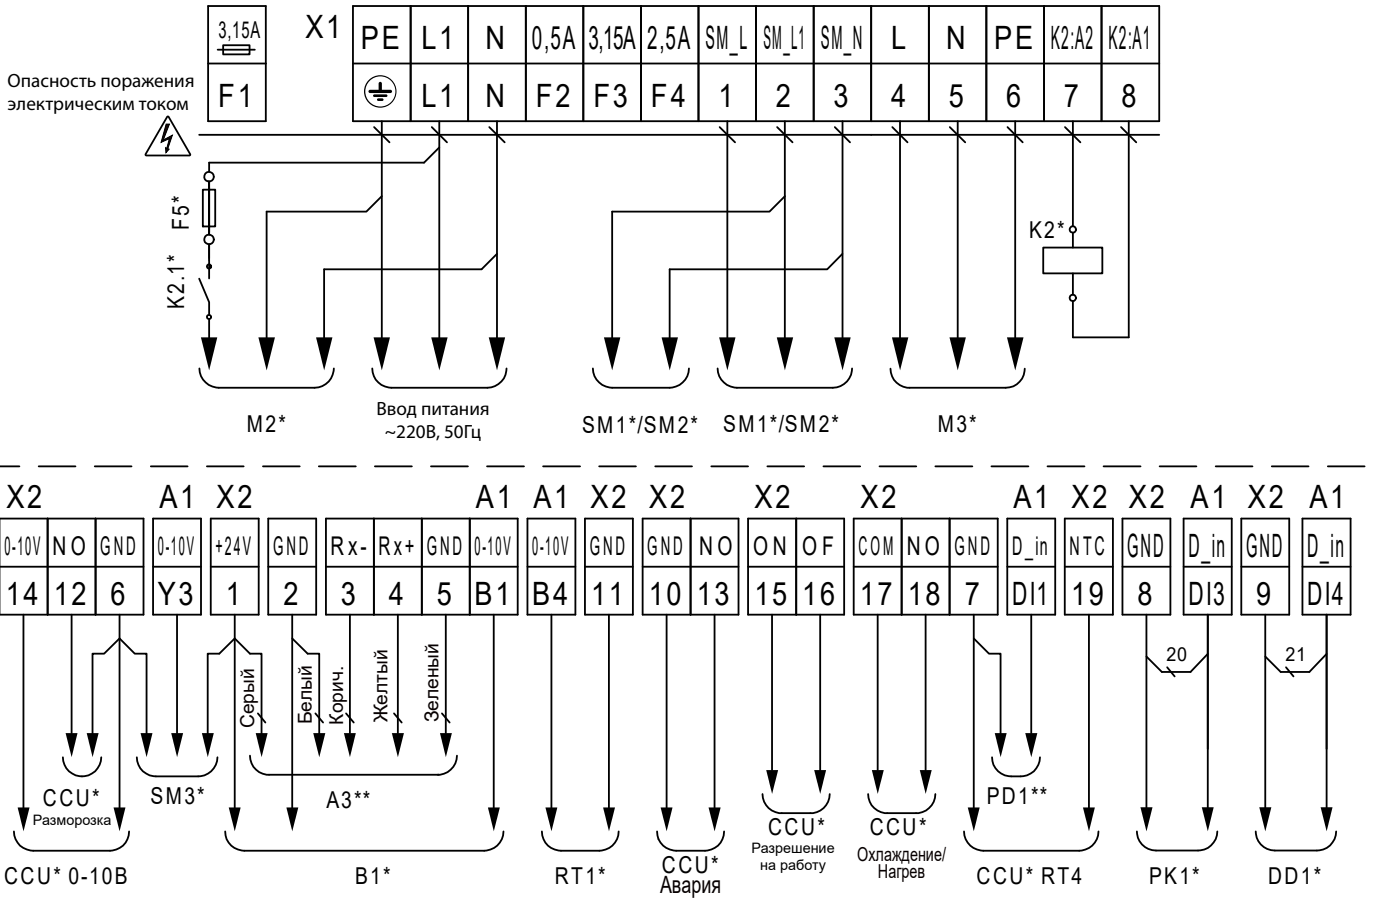 3,15A
X1 PE L1 N 0,5A 3,15A 2,5A SM_L SM_L1 SM_N L N PE K2:A2 K2:A1
F1 L1 N F2 F3 F4 1 2 3 4 5 6 7 8
Опасность поражения
электрическим током
F5*
K2.1*
K2*
M2*
Ввод питания
~220В, 50Гц
SM1*/SM2* SM1*/SM2* M3*
X2 A1 X2 A1 A1 X2 X2 X2 X2 A1 X2 X2 A1 X2 A1
0-10V NO GND 0-10V +24V GND Rx- Rx+ GND 0-10V 0-10V GND GND NO ON OF COM NO GND D_in NTC GND D_in GND D_in
14 12 6 Y3 1 2 3 4 5 B1 B4 11 10 13 15 16 17 18 7 DI1 19 8 DI3 9 DI4
Серый
Белый
Корич.
Желтый
Зеленый
20
21
CCU*
Разморозка
SM3*
A3**
PD1**
CCU*
Разрешение
на работу
CCU*
Охлаждение/
Нагрев
CCU* 0-10В
B1*
RT1*
CCU*
Авария
CCU* RT4
PK1*
DD1*